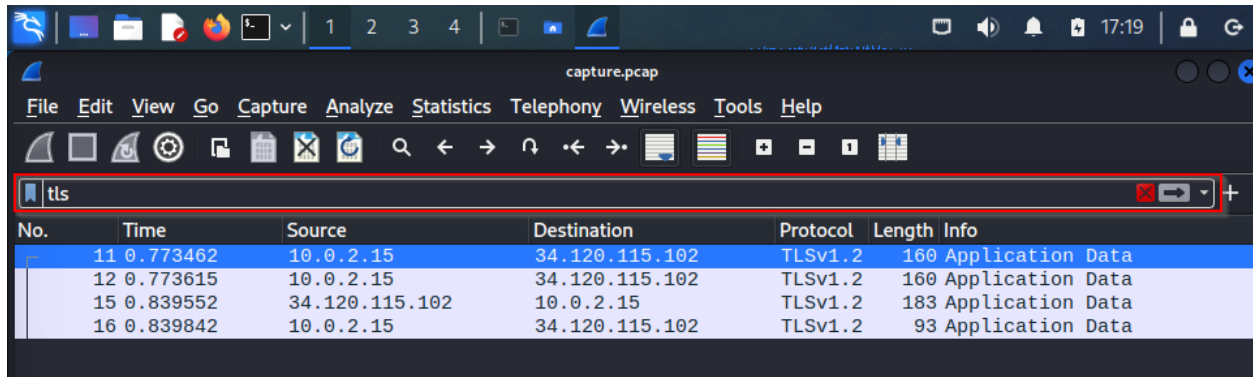 1 2 3 4 17:19
capture.pcap
File Edit View Go Capture Analyze Statistics Telephony Wireless Tools Help
tls
No. Time Source Destination Protocol Length Info
11 0.773462 10.0.2.15 34.120.115.102 TLSv1.2 160 Application Data
12 0.773615 10.0.2.15 34.120.115.102 TLSv1.2 160 Application Data
15 0.839552 34.120.115.102 10.0.2.15 TLSv1.2 183 Application Data
16 0.839842 10.0.2.15 34.120.115.102 TLSv1.2 93 Application Data